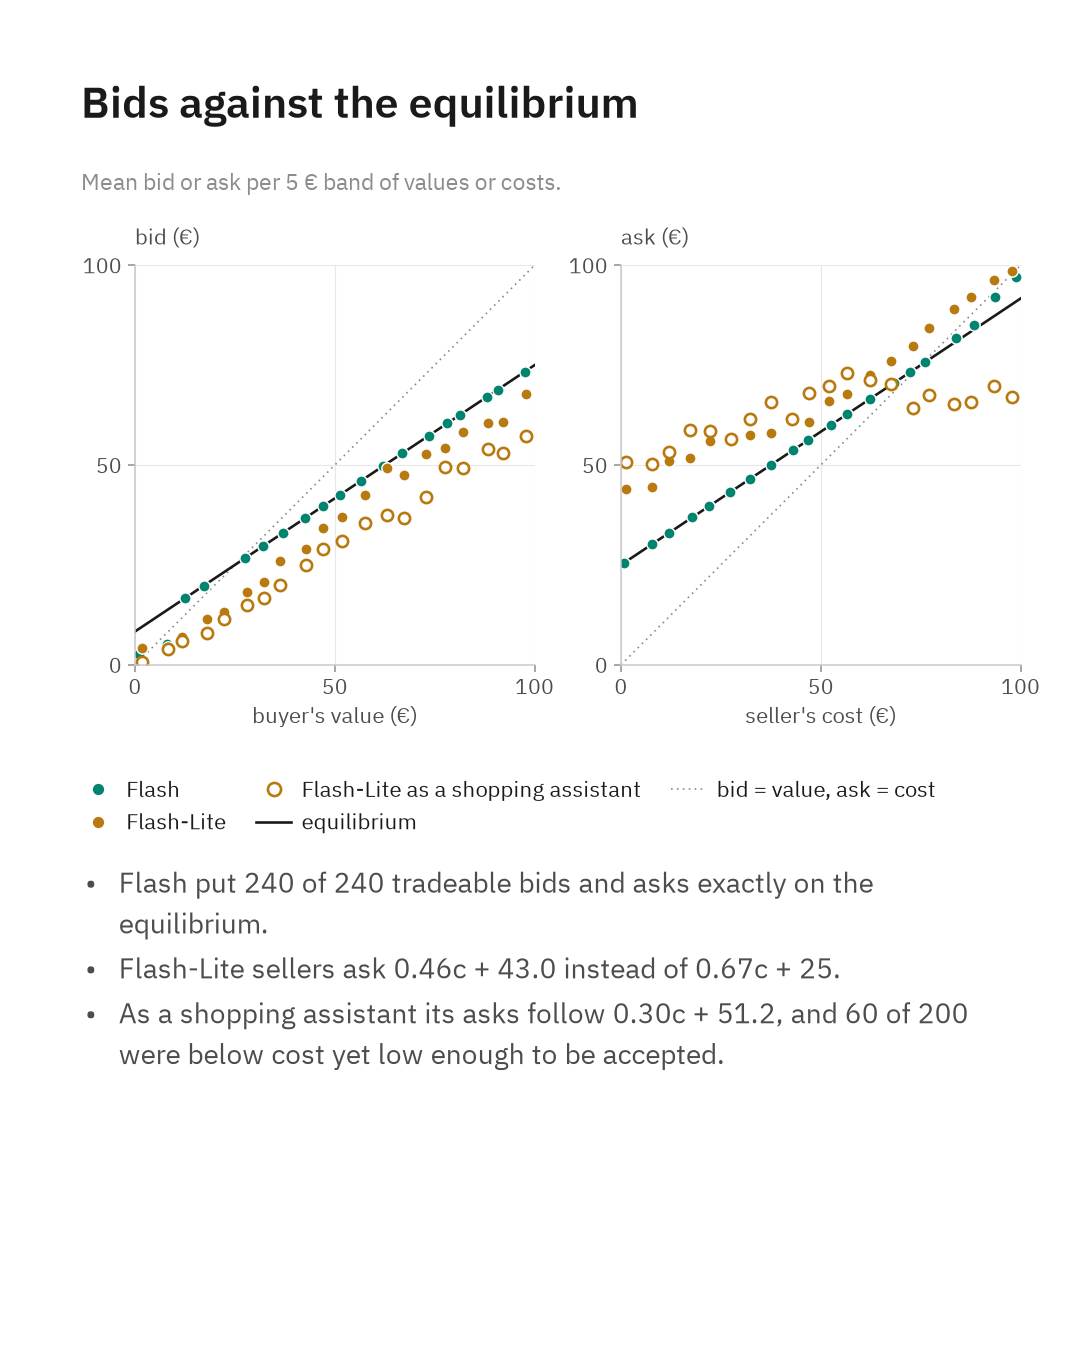 Bids against the equilibrium
Mean bid or ask per 5 € band of values or costs.
bid (€)
100
50
0
0 50 100
buyer's value (€)
ask (€)
100
50
0
0 50 100
seller's cost (€)
Flash
Flash-Lite as a shopping assistant
bid = value, ask = cost
Flash-Lite
equilibrium
• Flash put 240 of 240 tradeable bids and asks exactly on the
equilibrium.
• Flash-Lite sellers ask 0.46c + 43.0 instead of 0.67c + 25.
• As a shopping assistant its asks follow 0.30c + 51.2, and 60 of 200
were below cost yet low enough to be accepted.